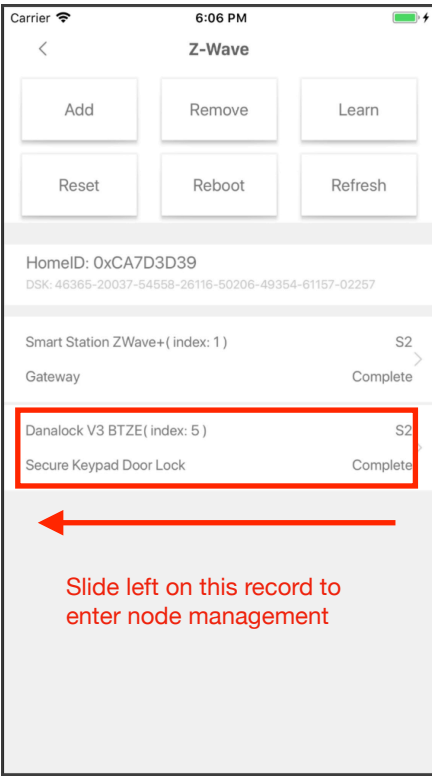 Carrier 6:06 PM
Z-Wave
Add Remove Learn
Reset Reboot Refresh
HomeID: 0xCA7D3D39
DSK: 46365-20037-54558-26116-50206-49354-61157-02257
Smart Station ZWave+( index: 1 ) S2
Gateway Complete
Danalock V3 BTZE( index: 5 ) S2
Secure Keypad Door Lock Complete
Slide left on this record to
enter node management